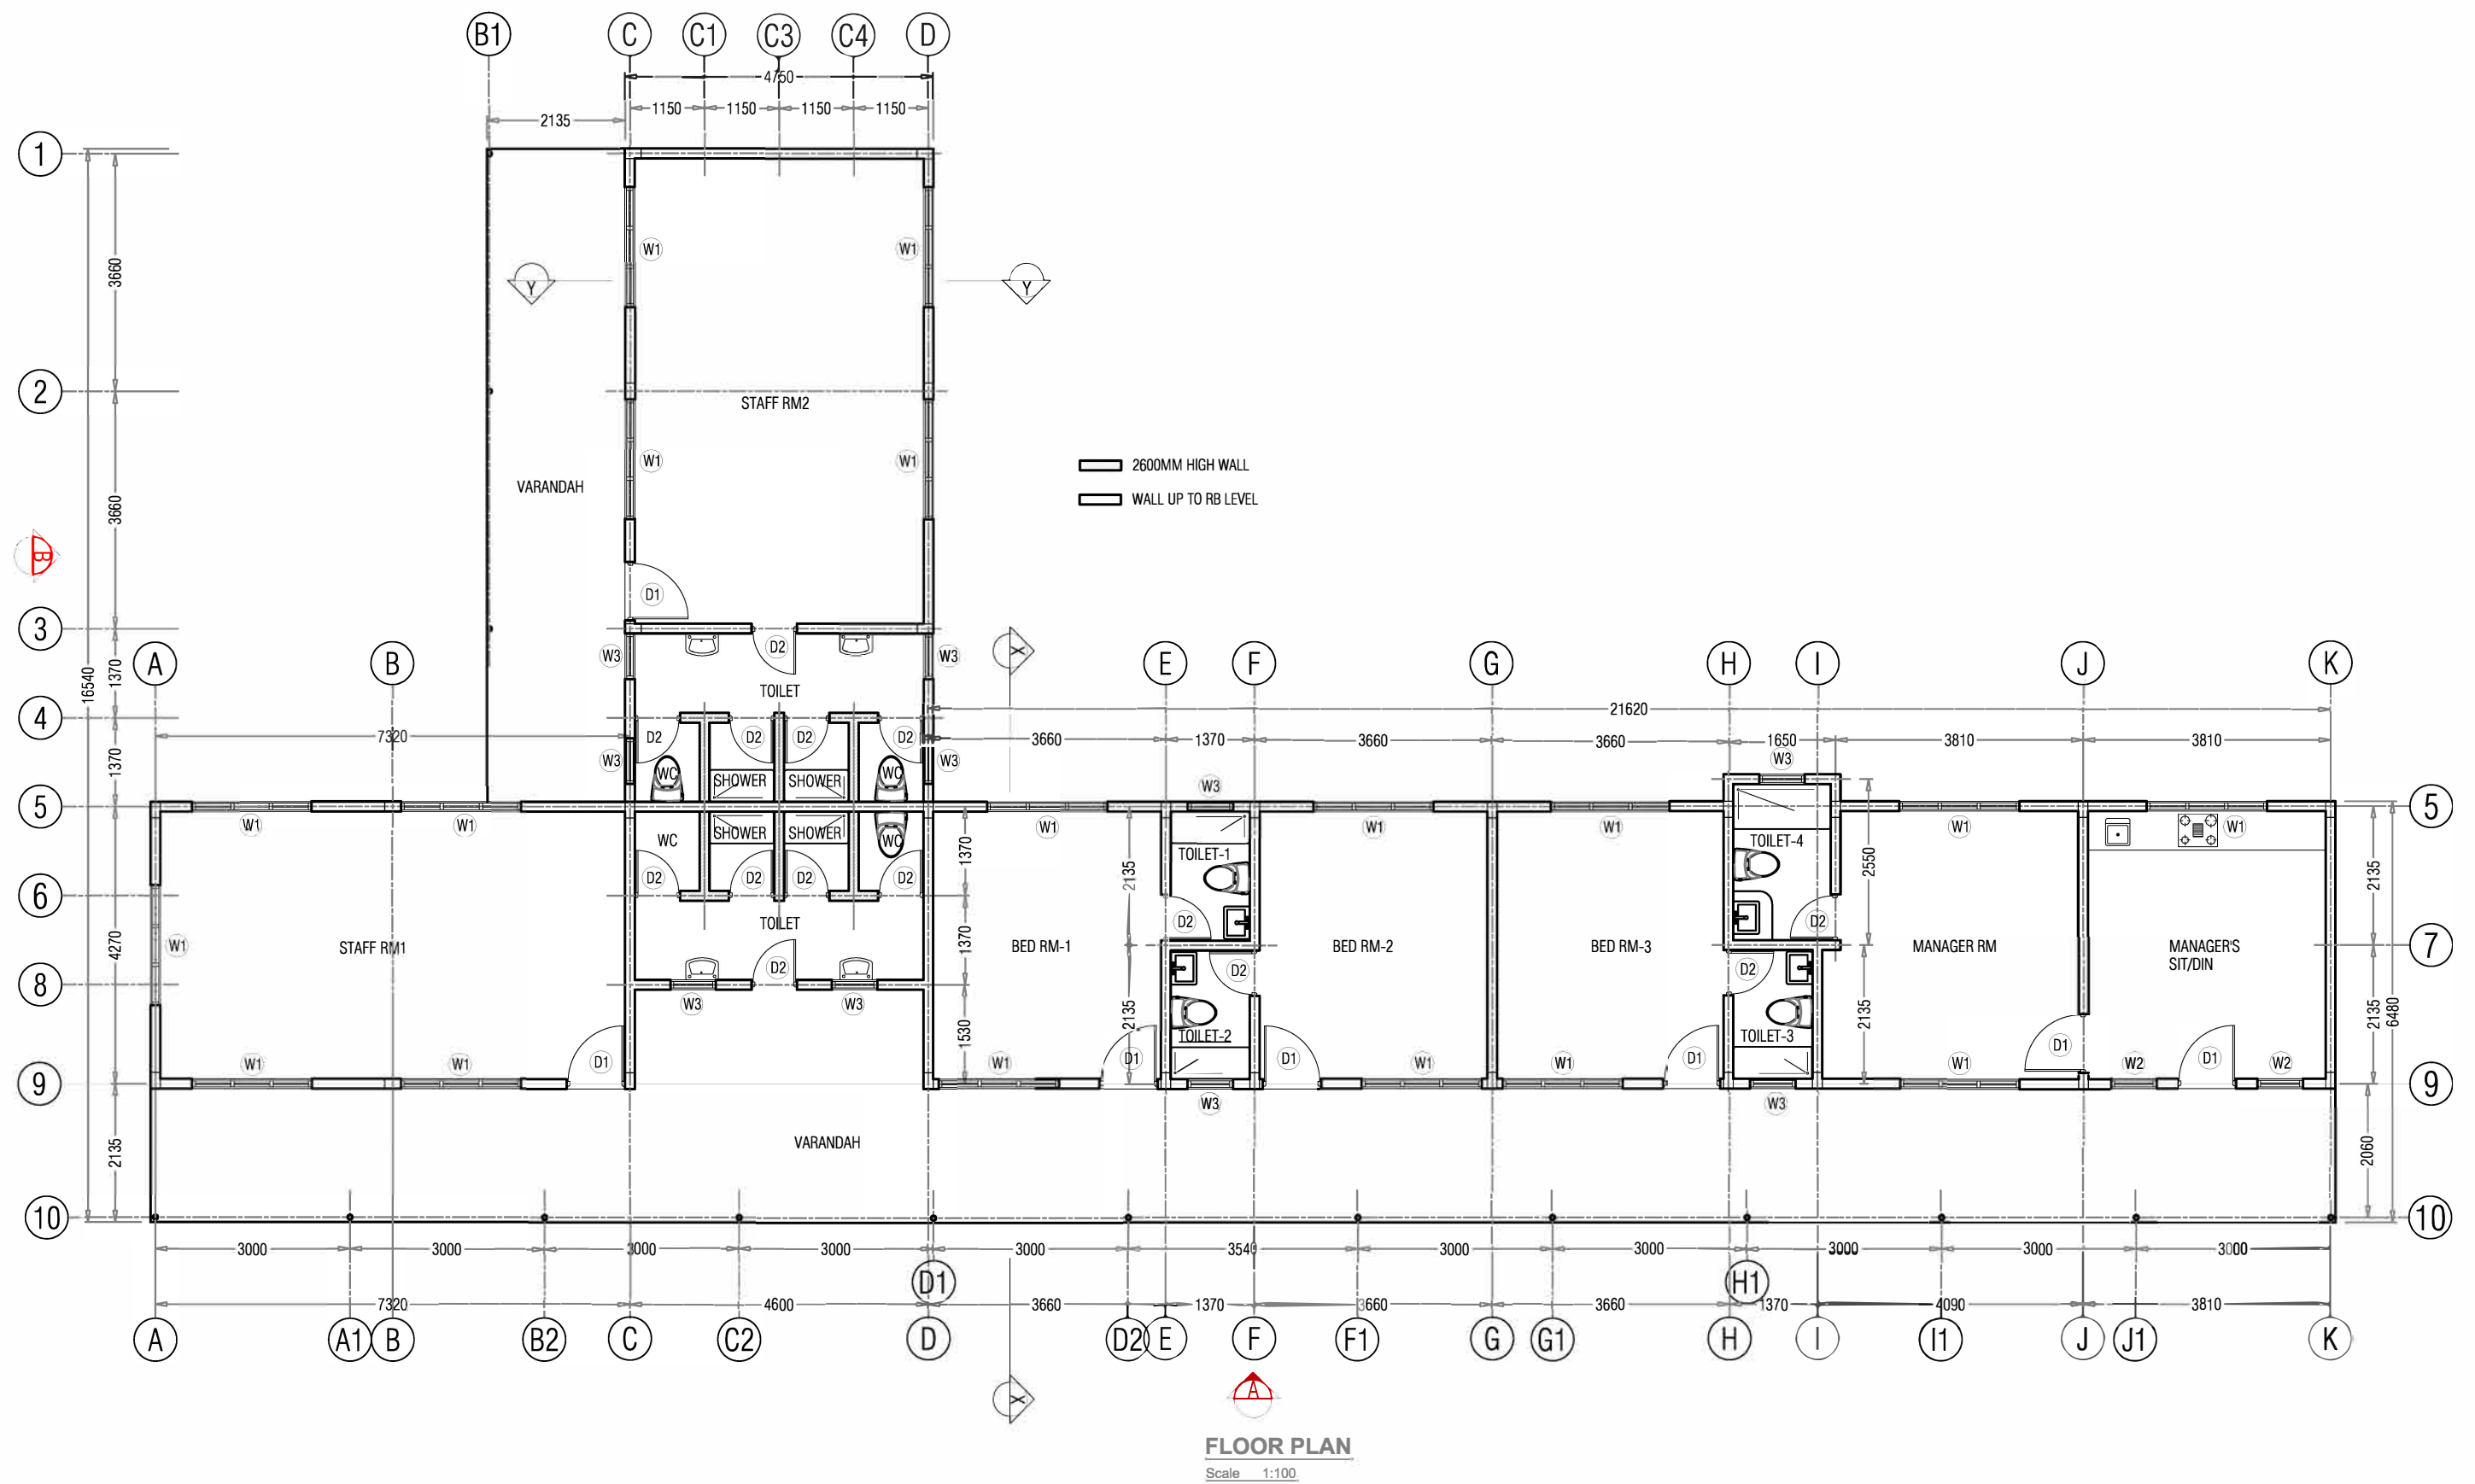 B1 C C1 C3 C4 D
4750
1150 1150 1150 1150
2135
1
3660
W1 W1
Y Y
2
STAFF RM2
W1 W1
2600MM HIGH WALL
WALL UP TO RB LEVEL
VARANDAH
3660
B
D1
3
D2
W3 W3
X
A B E F G H I J K
16540
1370
TOILET
4
21620
7320
D2 D2 D2 D2
3660 1370 3660 3660 1650 3810 3810
W3 W3 W3
1370
WC SHOWER SHOWER WC
W3
5 5
W1 W1 W1 W1 W1 W1 W1
WC SHOWER SHOWER WC
TOILET-1 TOILET-4
1370 2135 2550 2135
D2 D2 D2 D2
6
TOILET
D2 D2
4270
W1
STAFF RM1
1370
BED RM-1 BED RM-2 BED RM-3 MANAGER RM MANAGER'S
SIT/DIN
7
D2 D2 D2
8
W3 W3
1530 2135 2135 2135 6480
TOILET-2 TOILET-3
W1 W1 D1 W1 D1 D1 W1 W1 D1 W1 D1 W2 D1 W2
9 9
W3 W3
2135
VARANDAH
2060
10 10
3000 3000 3000 3000 3000 3540 3000 3000 3000 3000 3000
D1 H1
7320 4600 3660 1370 3660 3660 1370 4090 3810
A A1 B B2 C C2 D D2 E F F1 G G1 H I I1 J J1 K
X
A
FLOOR PLAN
Scale 1:100